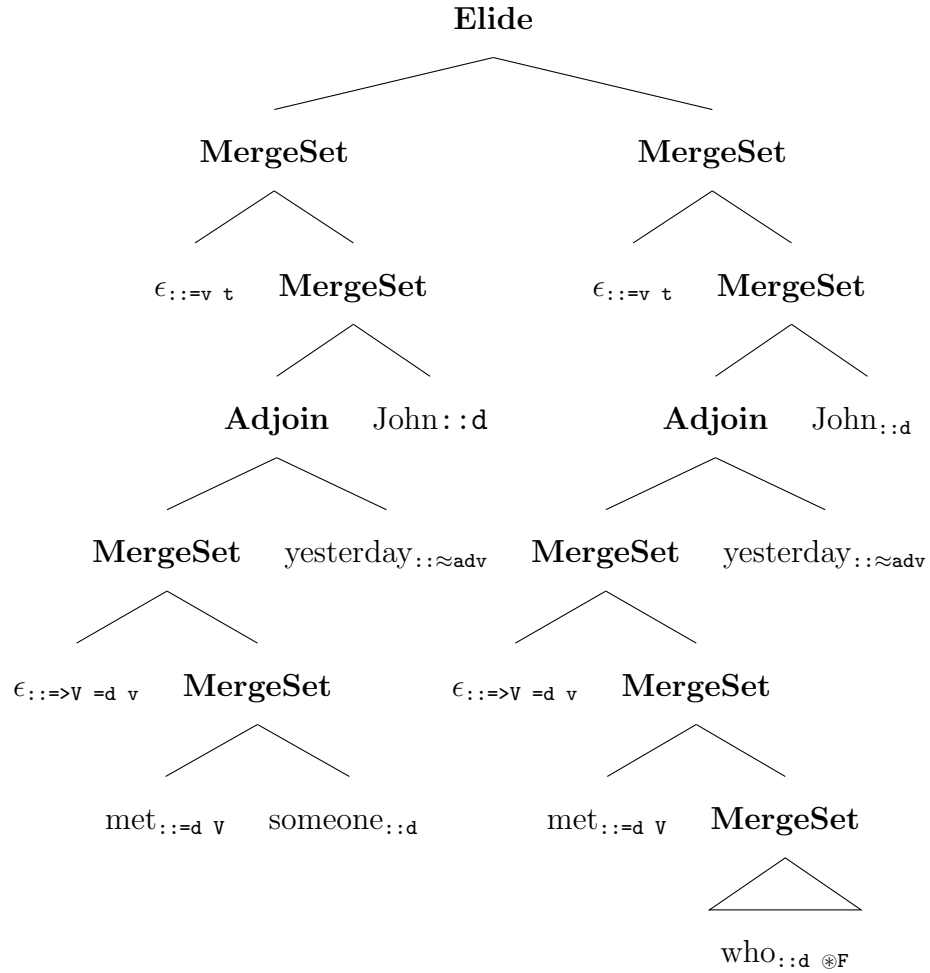 Elide
MergeSet MergeSet
ϵ::=v t MergeSet ϵ::=v t MergeSet
Adjoin John::d Adjoin John::d
MergeSet yesterday::≈adv MergeSet yesterday::≈adv
ϵ::=>V =d v MergeSet ϵ::=>V =d v MergeSet
met::=d V someone::d met::=d V MergeSet
who::d ⊛F